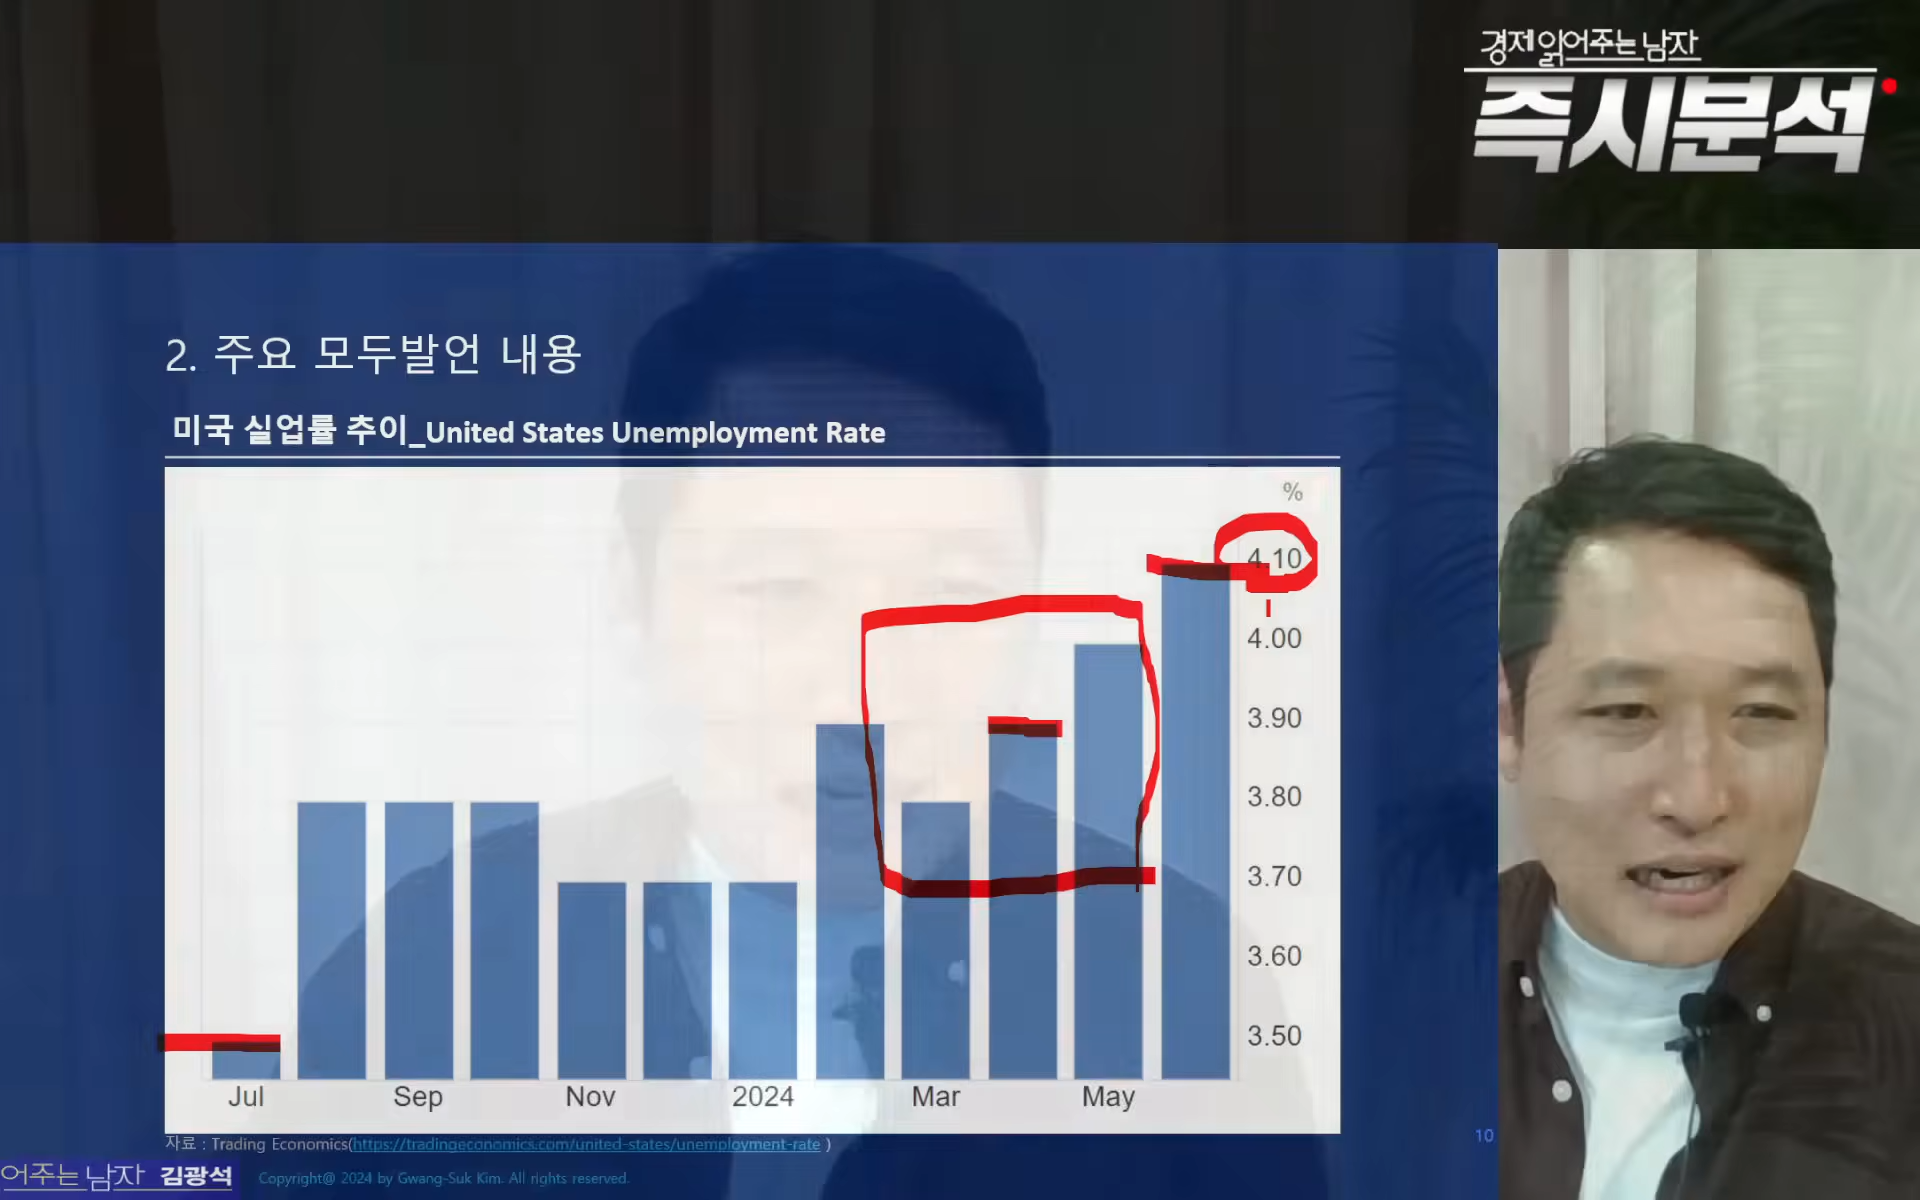 경제읽어주는남자
즉시분석
2. 주요 모두발언 내용
미국 실업률 추이_United States Unemployment Rate
%
4.10
4.00
3.90
3.80
3.70
3.60
3.50
Jul Sep Nov 2024 Mar May
자료 : Trading Economics(https://tradingeconomics.com/united-states/unemployment-rate )
10
어주는남자 김광석
Copyright@ 2024 by Gwang-Suk Kim. All rights reserved.